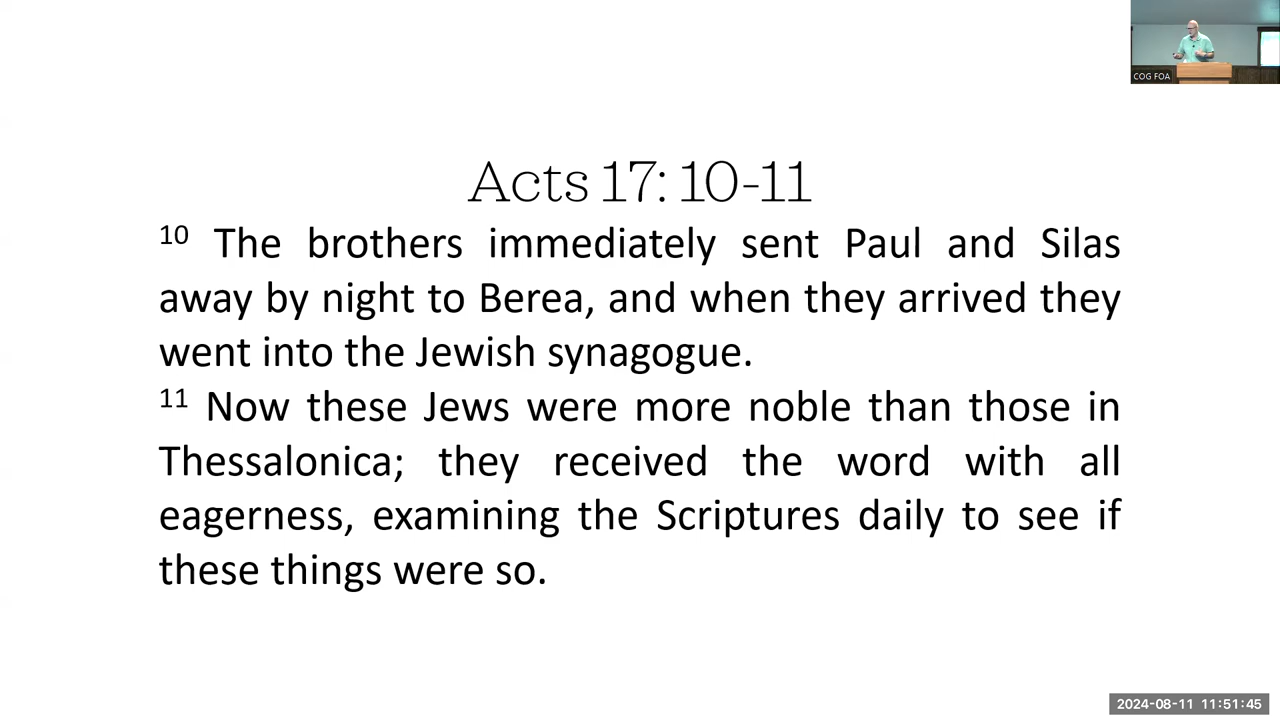 COG FOA
Acts 17: 10-11
10 The brothers immediately sent Paul and Silas
away by night to Berea, and when they arrived they
went into the Jewish synagogue.
11 Now these Jews were more noble than those in
Thessalonica; they received the word with all
eagerness, examining the Scriptures daily to see if
these things were so.
2024-08-11 11:51:45